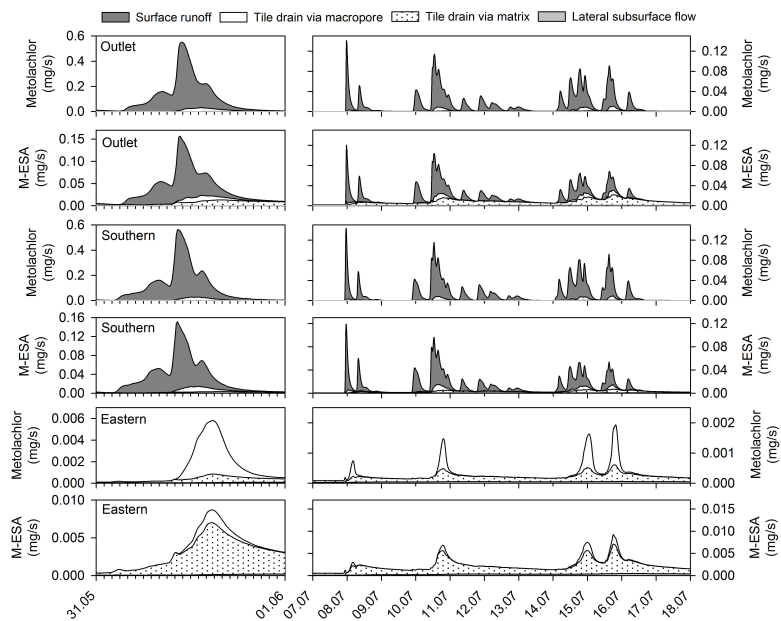 Surface runoff Tile drain via macropore Tile drain via matrix Lateral subsurface flow
Metolachlor (mg/s)
0.6
0.4
0.2
0.0
Outlet
0.12
0.08
0.04
0.00
Metolachlor (mg/s)
M-ESA (mg/s)
0.15
0.10
0.05
0.00
Outlet
0.12
0.08
0.04
0.00
M-ESA (mg/s)
Metolachlor (mg/s)
0.6
0.4
0.2
0.0
Southern
0.12
0.08
0.04
0.00
Metolachlor (mg/s)
M-ESA (mg/s)
0.16
0.12
0.08
0.04
0.00
Southern
0.12
0.08
0.04
0.00
M-ESA (mg/s)
Metolachlor (mg/s)
0.006
0.004
0.002
0.000
Eastern
0.002
0.001
0.000
Metolachlor (mg/s)
M-ESA (mg/s)
0.010
0.005
0.000
Eastern
0.015
0.010
0.005
0.000
M-ESA (mg/s)
31.05 01.06 07.07 08.07 09.07 10.07 11.07 12.07 13.07 14.07 15.07 16.07 17.07 18.07